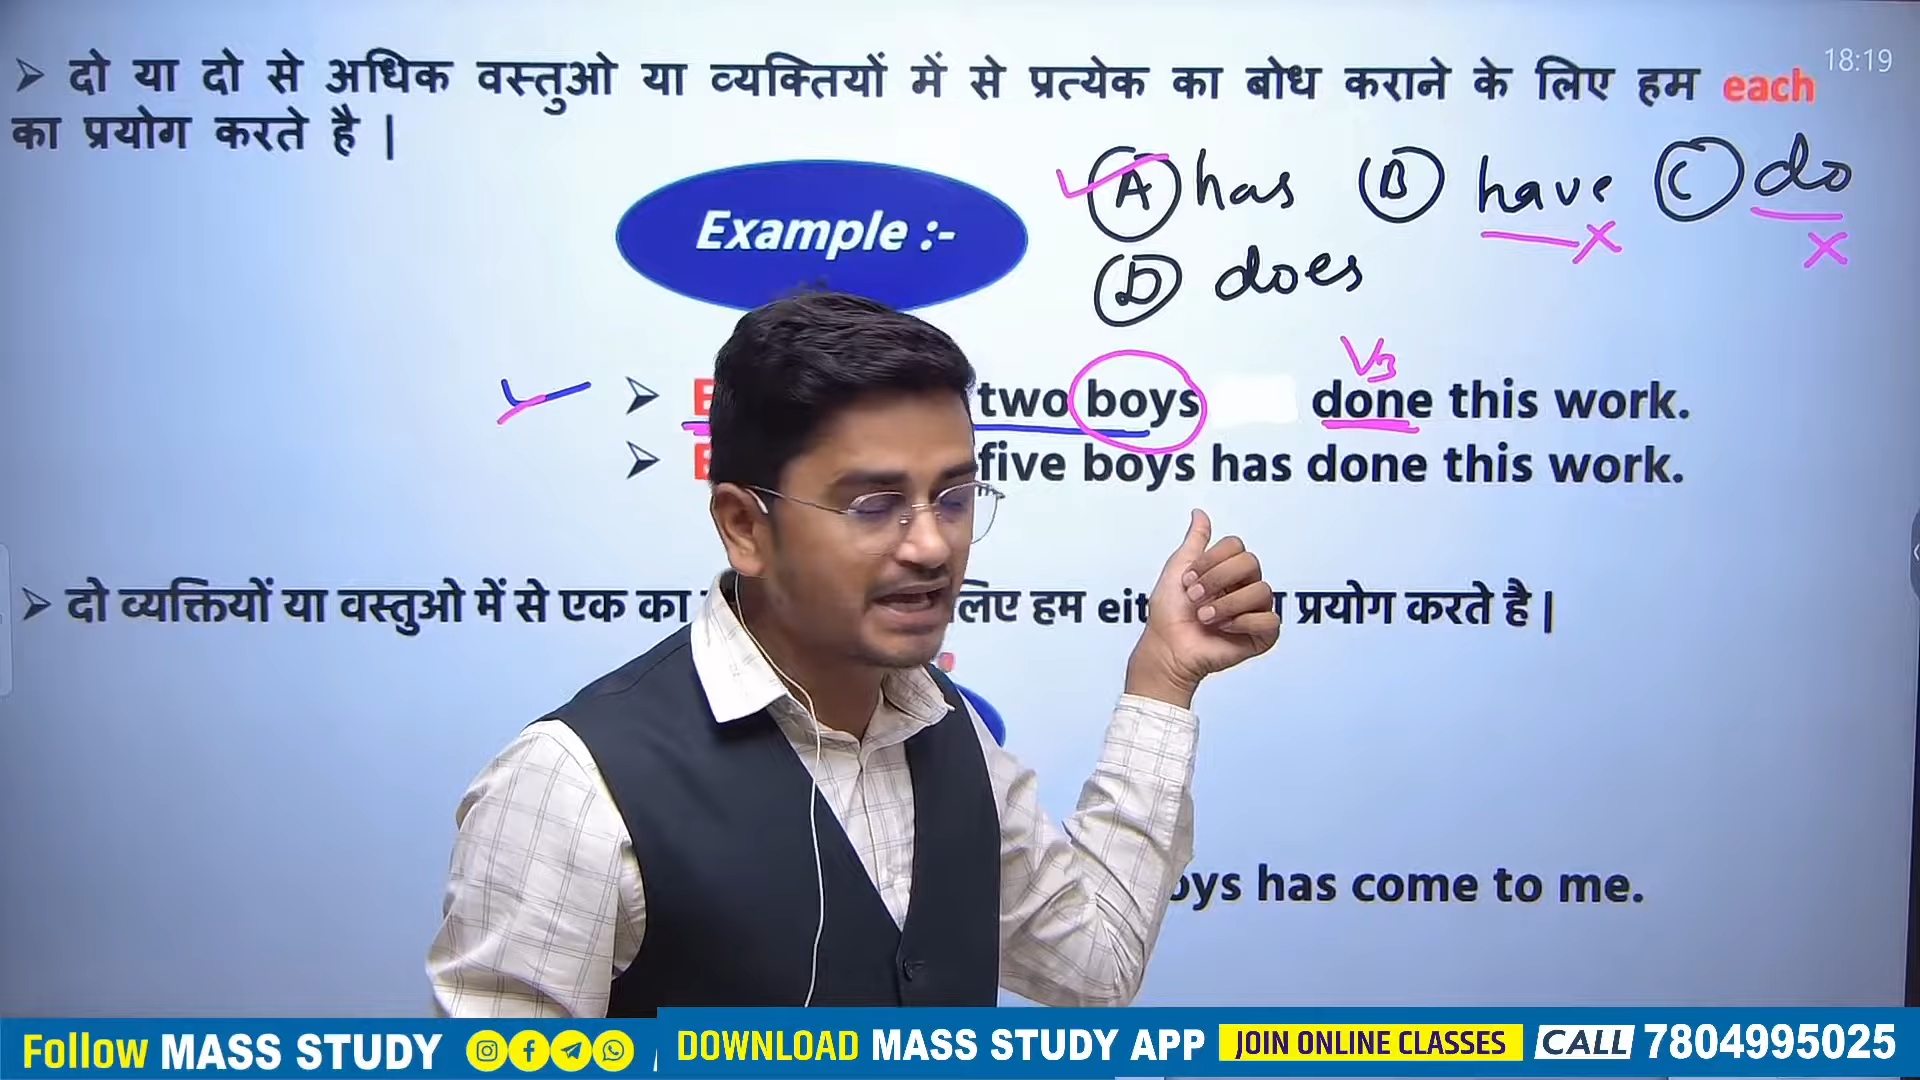 18:19
➢ दो या दो से अधिक वस्तुओ या व्यक्तियों में से प्रत्येक का बोध कराने के लिए हम each
का प्रयोग करते है |
Example :-
Ⓐ has Ⓑ have Ⓒ do
Ⓓ does
V3
➢ two boys done this work.
➢ five boys has done this work.
➢ दो व्यक्तियों या वस्तुओ में से एक का लिए हम प्रयोग करते है |
has come to me.
Follow MASS STUDY DOWNLOAD MASS STUDY APP JOIN ONLINE CLASSES CALL 7804995025